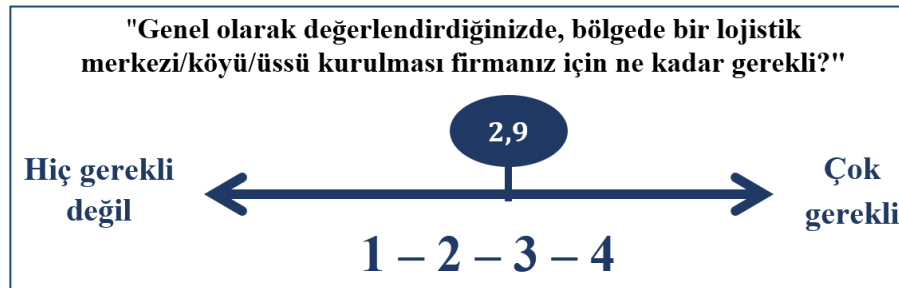 "Genel olarak değerlendirdiğinizde, bölgede bir lojistik
merkezi/köyü/üssü kurulması firmanız için ne kadar gerekli?"
2,9
Hiç gerekli
değil
Çok
gerekli
1 – 2 – 3 – 4